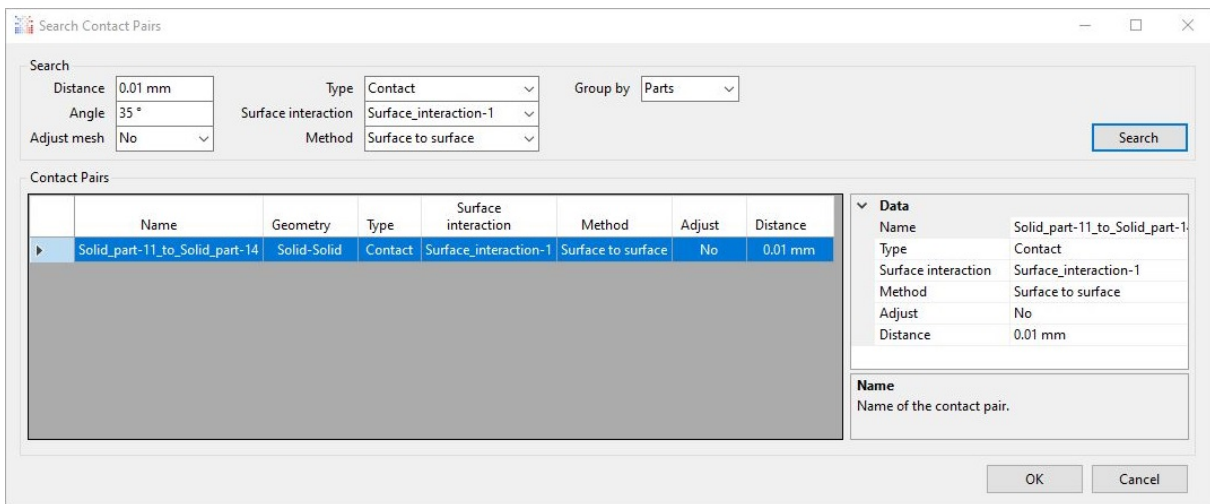 Search Contact Pairs
Search
Distance 0.01 mm Type Contact Group by Parts
Angle 35 ° Surface interaction Surface_interaction-1
Adjust mesh No Method Surface to surface
Search
Contact Pairs
Name Geometry Type Surface interaction Method Adjust Distance
Solid_part-11_to_Solid_part-14 Solid-Solid Contact Surface_interaction-1 Surface to surface No 0.01 mm
Data
Name Solid_part-11_to_Solid_part-1
Type Contact
Surface interaction Surface_interaction-1
Method Surface to surface
Adjust No
Distance 0.01 mm
Name
Name of the contact pair.
OK Cancel